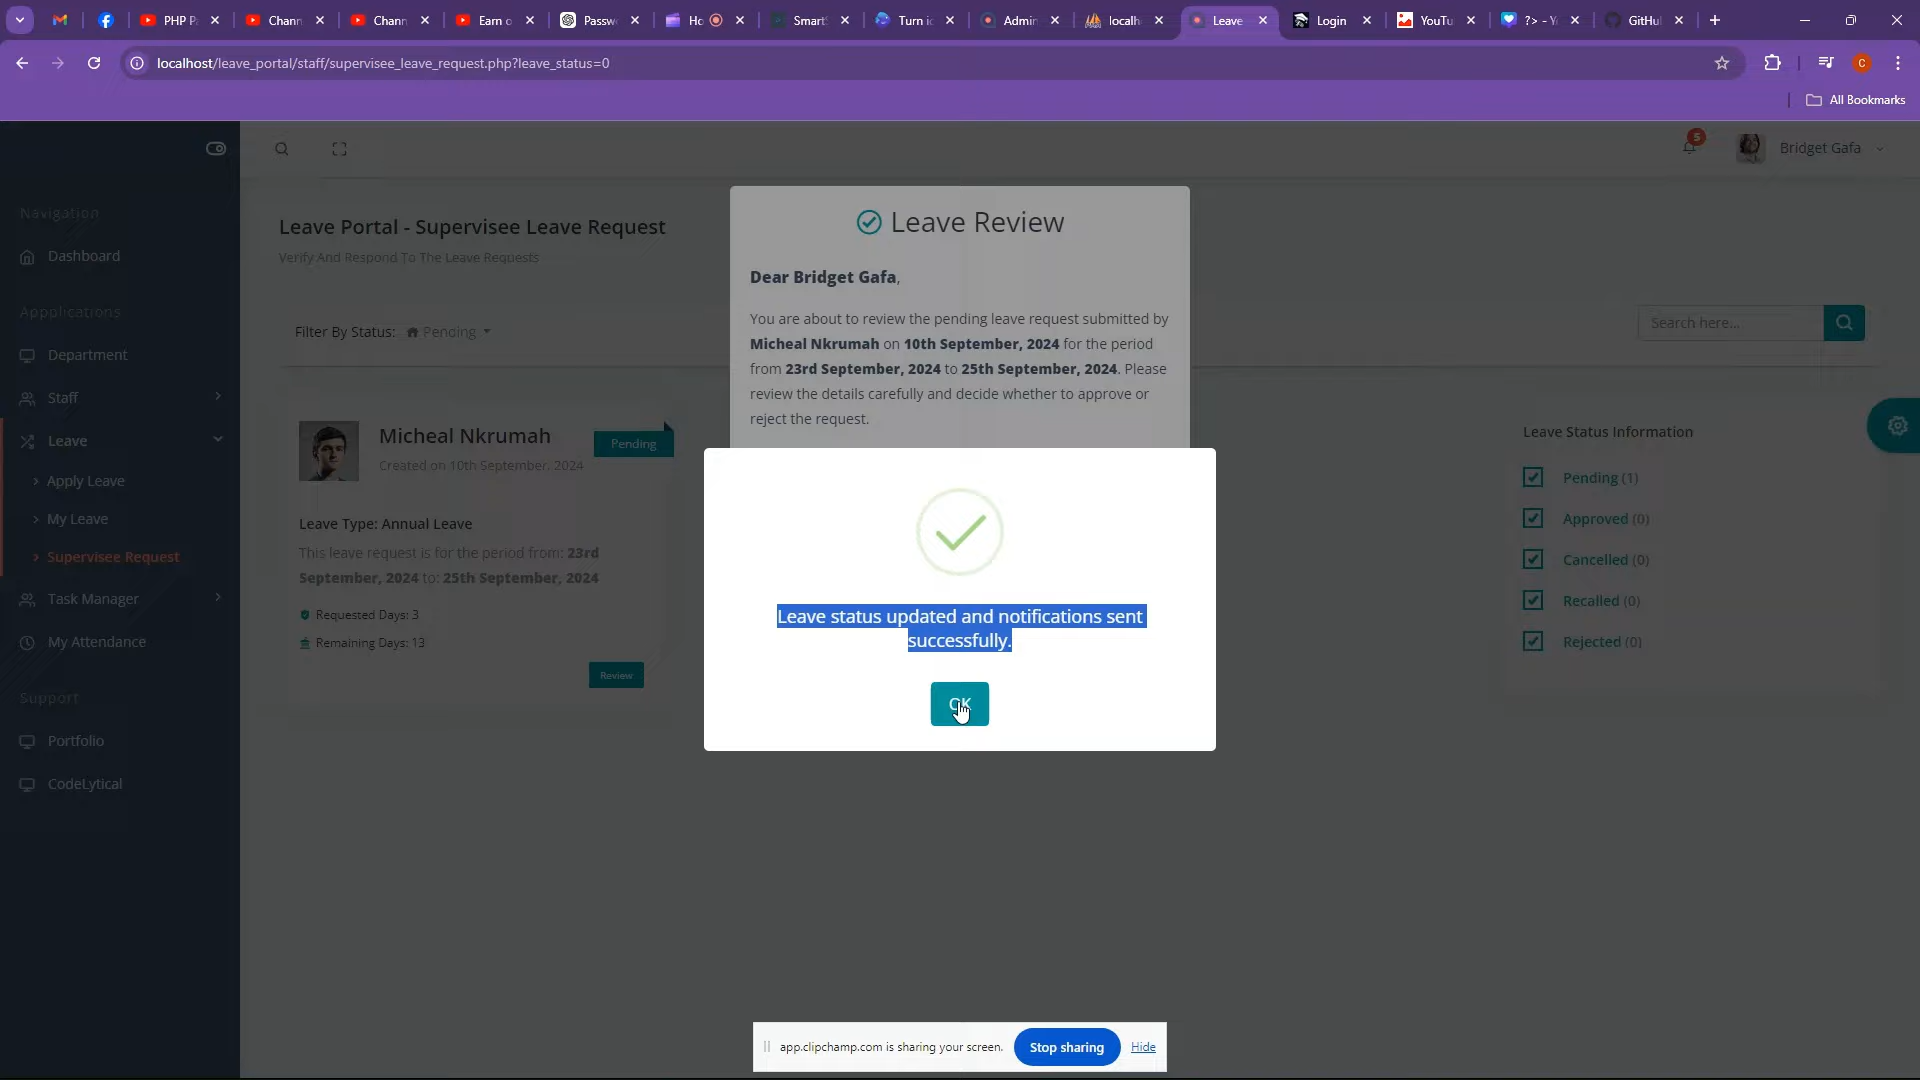 PHP P
Chann
Chann
Earn o
Passw
Ho
Smart
Turn i
Admin
localh
Leave
Login
YouTu
?> - Y
GitHu
localhost/leave_portal/staff/supervisee_leave_request.php?leave_status=0
C
All Bookmarks
5
Bridget Gafa
Navigation
Dashboard
Appplications
Department
Staff
Leave
Apply Leave
My Leave
Supervisee Request
Task Manager
My Attendance
Support
Portfolio
CodeLytical
Leave Portal - Supervisee Leave Request
Verify And Respond To The Leave Requests
Filter By Status: Pending
Search here...
Micheal Nkrumah
Pending
Created on 10th September, 2024
Leave Type: Annual Leave
This leave request is for the period from: 23rd
September, 2024 to: 25th September, 2024
Requested Days: 3
Remaining Days: 13
Review
Leave Review
Dear Bridget Gafa,
You are about to review the pending leave request submitted by
Micheal Nkrumah on 10th September, 2024 for the period
from 23rd September, 2024 to 25th September, 2024. Please
review the details carefully and decide whether to approve or
reject the request.
Leave status updated and notifications sent
successfully.
OK
Leave Status Information
Pending (1)
Approved (0)
Cancelled (0)
Recalled (0)
Rejected (0)
app.clipchamp.com is sharing your screen.
Stop sharing
Hide